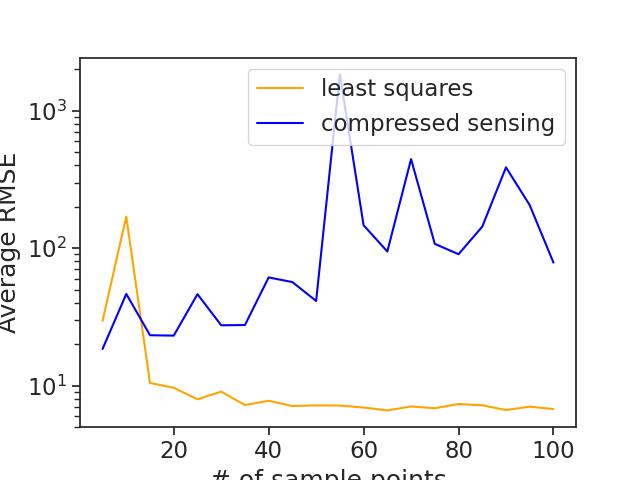 least squares
compressed sensing
10³
10²
10¹
Average RMSE
20 40 60 80 100
# of sample points